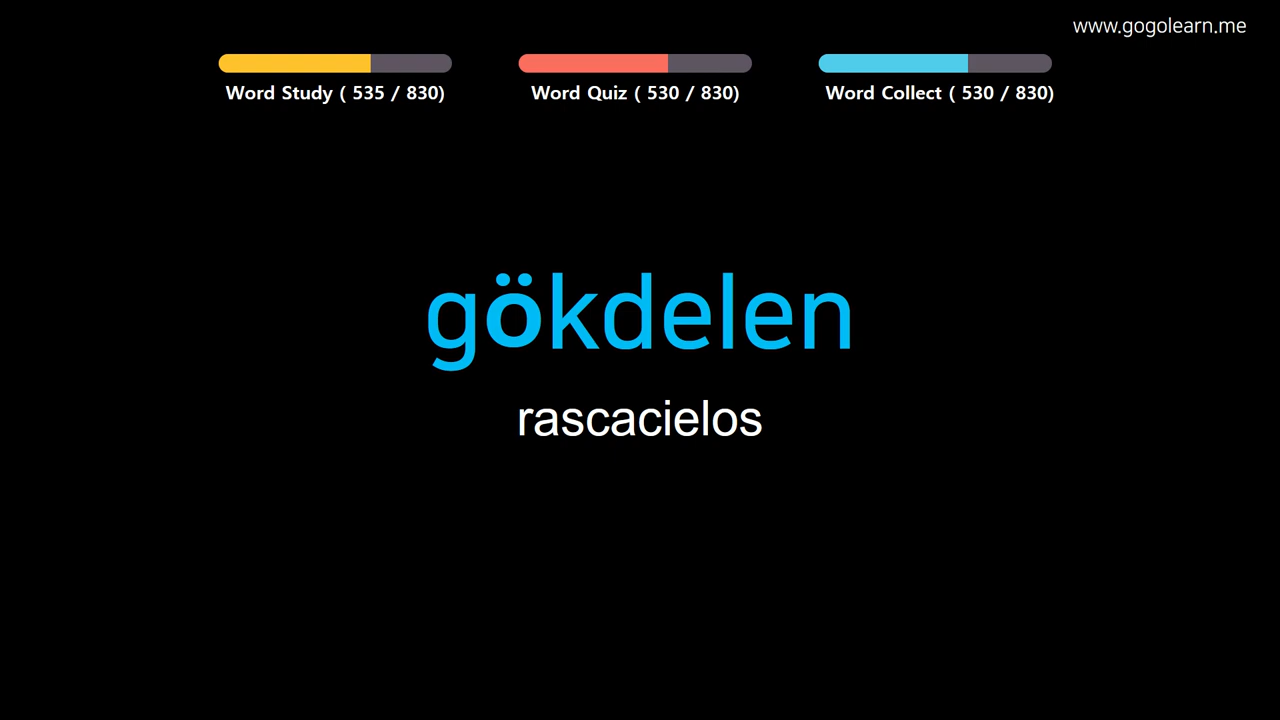 www.gogolearn.me
Word Study ( 535 / 830)
Word Quiz ( 530 / 830)
Word Collect ( 530 / 830)
gökdelen
rascacielos